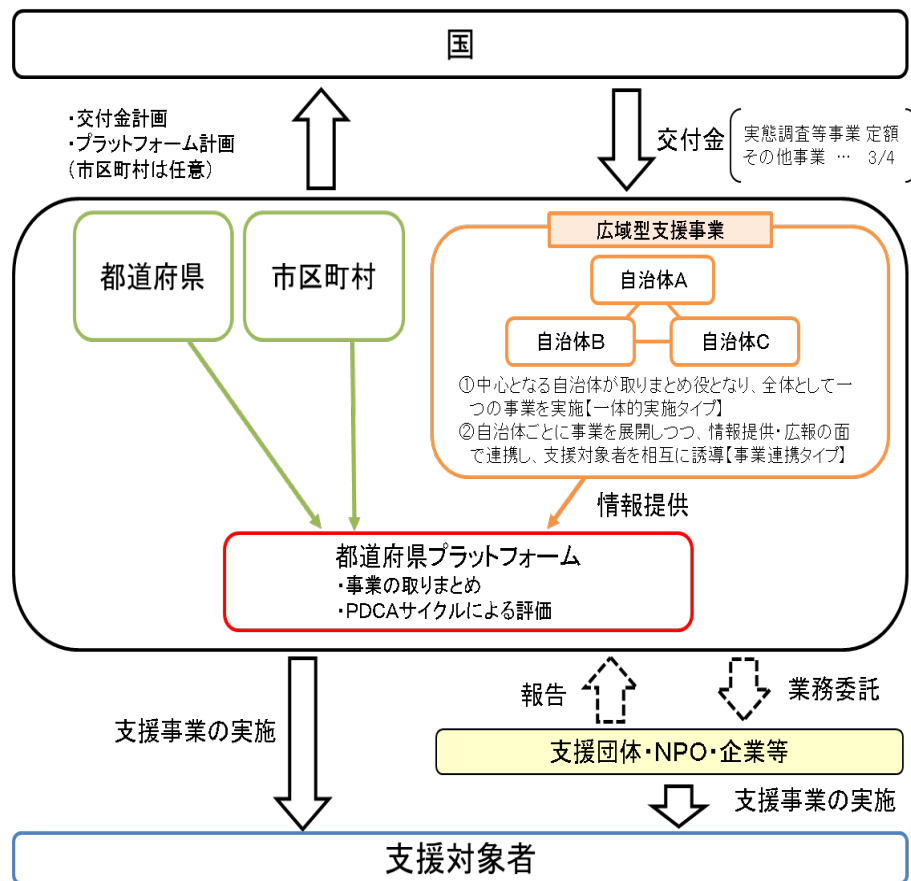 国
・交付金計画
・プラットフォーム計画
(市区町村は任意)
交付金
実態調査等事業 定額
その他事業 … 3/4
都道府県
市区町村
広域型支援事業
自治体A
自治体B
自治体C
①中心となる自治体が取りまとめ役となり、全体として一
つの事業を実施【一体的実施タイプ】
②自治体ごとに事業を展開しつつ、情報提供・広報の面
で連携し、支援対象者を相互に誘導【事業連携タイプ】
情報提供
都道府県プラットフォーム
・事業の取りまとめ
・PDCAサイクルによる評価
支援事業の実施
報告
業務委託
支援団体・NPO・企業等
支援事業の実施
支援対象者